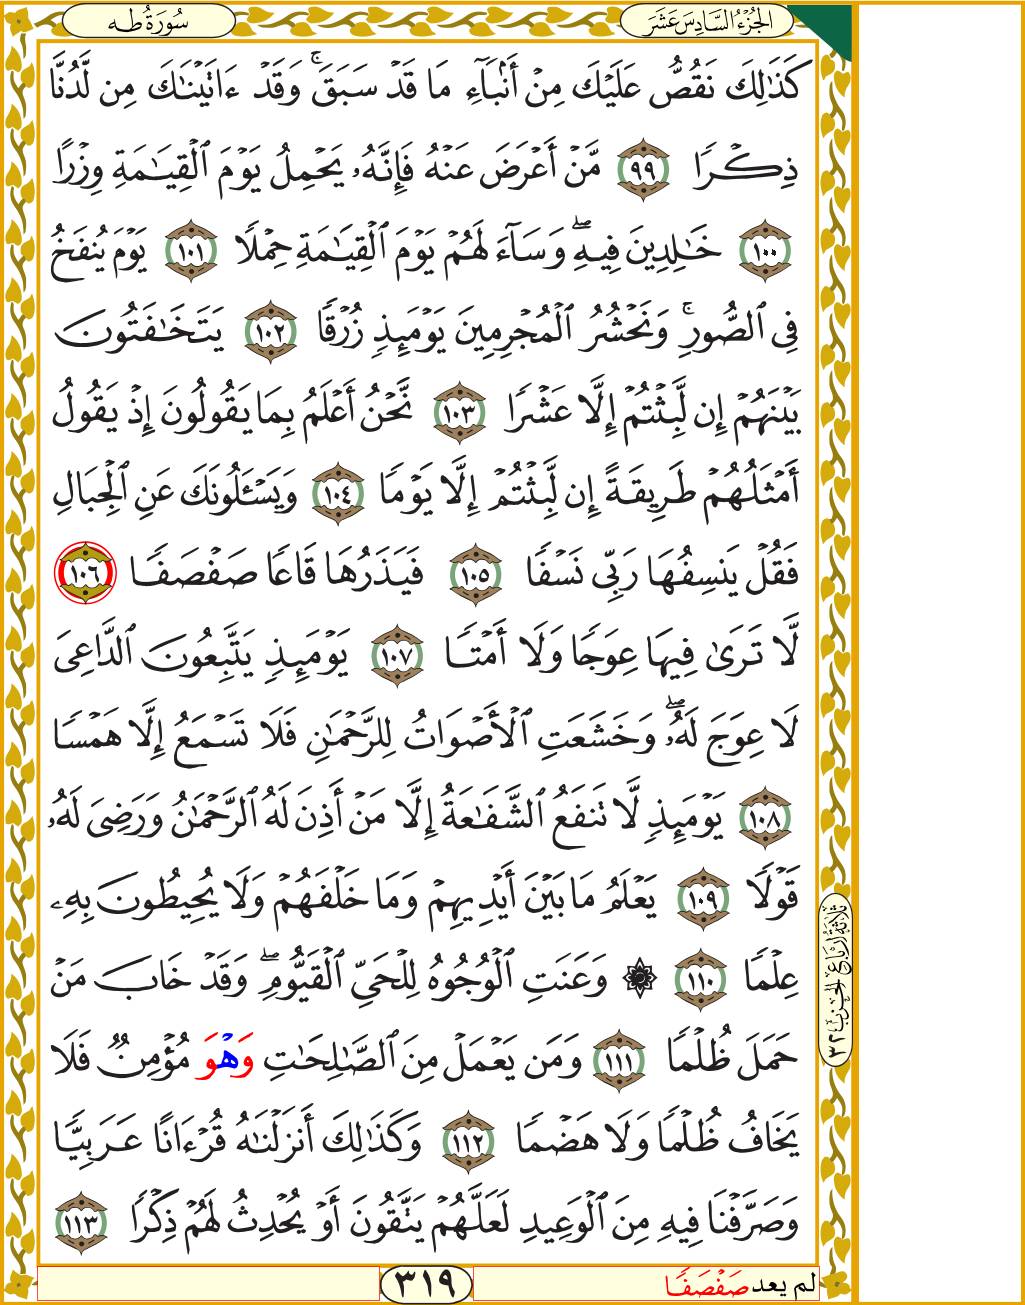 الجُزْءُ السَّادِسَ عَشَرَ
سُورَةُ طه
كَذَٰلِكَ نَقُصُّ عَلَيْكَ مِنْ أَنۢبَآءِ مَا قَدْ سَبَقَۚ وَقَدْ ءَاتَيْنَٰكَ مِن لَّدُنَّا
ذِكْرًا ٩٩ مَّنْ أَعْرَضَ عَنْهُ فَإِنَّهُۥ يَحْمِلُ يَوْمَ ٱلْقِيَٰمَةِ وِزْرًا
١٠٠ خَٰلِدِينَ فِيهِۖ وَسَآءَ لَهُمْ يَوْمَ ٱلْقِيَٰمَةِ حِمْلًا ١٠١ يَوْمَ يُنفَخُ
فِى ٱلصُّورِۚ وَنَحْشُرُ ٱلْمُجْرِمِينَ يَوْمَئِذٍ زُرْقًا ١٠٢ يَتَخَٰفَتُونَ
بَيْنَهُمْ إِن لَّبِثْتُمْ إِلَّا عَشْرًا ١٠٣ نَّحْنُ أَعْلَمُ بِمَا يَقُولُونَ إِذْ يَقُولُ
أَمْثَلُهُمْ طَرِيقَةً إِن لَّبِثْتُمْ إِلَّا يَوْمًا ١٠٤ وَيَسْـَٔلُونَكَ عَنِ ٱلْجِبَالِ
فَقُلْ يَنسِفُهَا رَبِّى نَسْفًا ١٠٥ فَيَذَرُهَا قَاعًا صَفْصَفًا ١٠٦
لَّا تَرَىٰ فِيهَا عِوَجًا وَلَآ أَمْتًا ١٠٧ يَوْمَئِذٍ يَتَّبِعُونَ ٱلدَّاعِىَ
لَا عِوَجَ لَهُۥۖ وَخَشَعَتِ ٱلْأَصْوَاتُ لِلرَّحْمَٰنِ فَلَا تَسْمَعُ إِلَّا هَمْسًا
١٠٨ يَوْمَئِذٍ لَّا تَنفَعُ ٱلشَّفَٰعَةُ إِلَّا مَنْ أَذِنَ لَهُ ٱلرَّحْمَٰنُ وَرَضِىَ لَهُۥ
قَوْلًا ١٠٩ يَعْلَمُ مَا بَيْنَ أَيْدِيهِمْ وَمَا خَلْفَهُمْ وَلَا يُحِيطُونَ بِهِۦ
عِلْمًا ١١٠ ۞ وَعَنَتِ ٱلْوُجُوهُ لِلْحَىِّ ٱلْقَيُّومِۖ وَقَدْ خَابَ مَنْ
حَمَلَ ظُلْمًا ١١١ وَمَن يَعْمَلْ مِنَ ٱلصَّٰلِحَٰتِ وَهْوَ مُؤْمِنٌ فَلَا
يَخَافُ ظُلْمًا وَلَا هَضْمًا ١١٢ وَكَذَٰلِكَ أَنزَلْنَٰهُ قُرْءَانًا عَرَبِيًّا
وَصَرَّفْنَا فِيهِ مِنَ ٱلْوَعِيدِ لَعَلَّهُمْ يَتَّقُونَ أَوْ يُحْدِثُ لَهُمْ ذِكْرًا ١١٣
ثلاثة أرباع الحزب ٣٢
لم يعد صَفْصَفًا
٣١٩